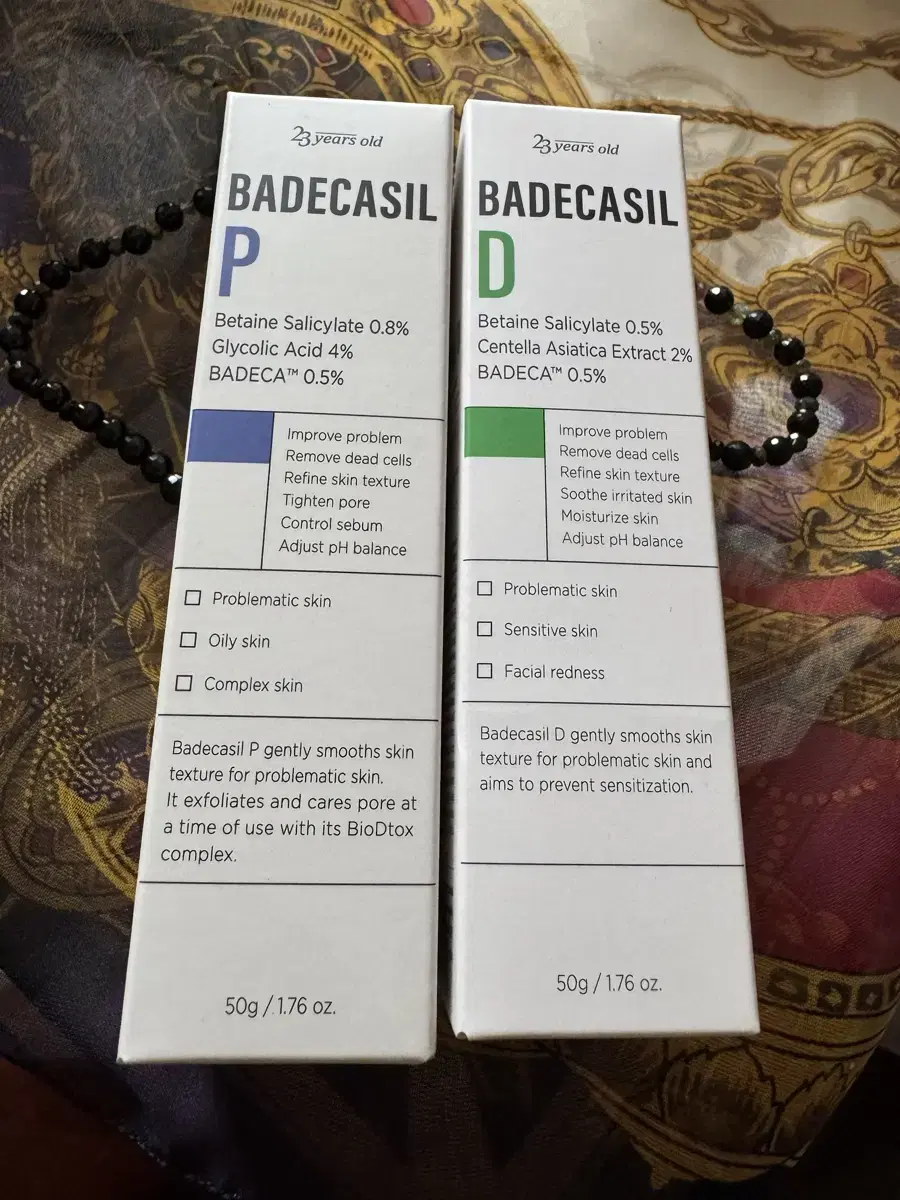 23 years old
BADECASIL
P
Betaine Salicylate 0.8%
Glycolic Acid 4%
BADECA™ 0.5%
Improve problem
Remove dead cells
Refine skin texture
Tighten pore
Control sebum
Adjust pH balance
Problematic skin
Oily skin
Complex skin
Badecasil P gently smooths skin
texture for problematic skin.
It exfoliates and cares pore at
a time of use with its BioDtox
complex.
50g / 1.76 oz.
23 years old
BADECASIL
D
Betaine Salicylate 0.5%
Centella Asiatica Extract 2%
BADECA™ 0.5%
Improve problem
Remove dead cells
Refine skin texture
Soothe irritated skin
Moisturize skin
Adjust pH balance
Problematic skin
Sensitive skin
Facial redness
Badecasil D gently smooths skin
texture for problematic skin and
aims to prevent sensitization.
50g / 1.76 oz.